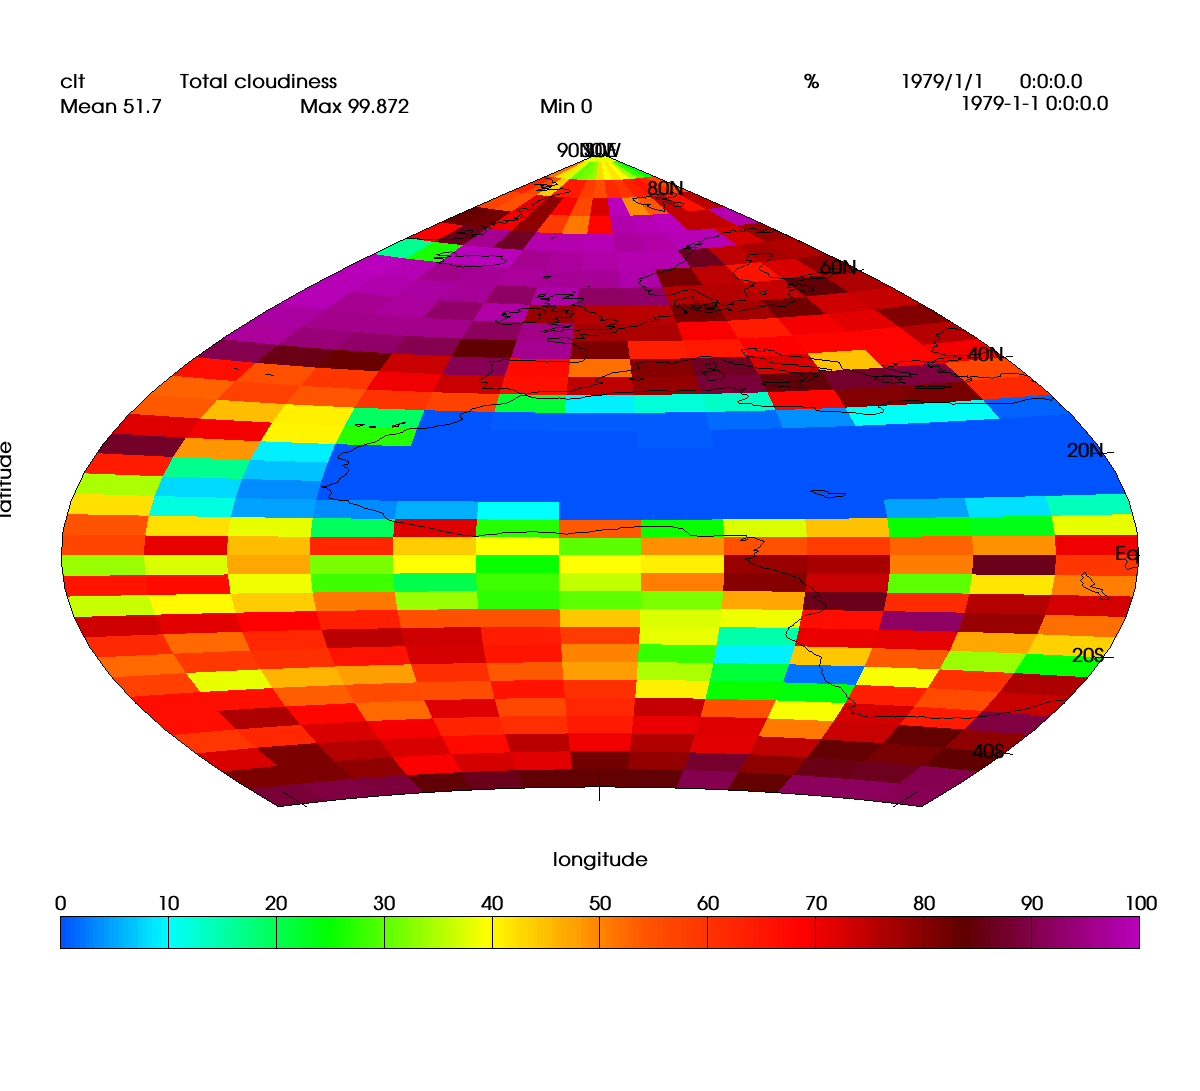 clt Total cloudiness % 1979/1/1 0:0:0.0
Mean 51.7 Max 99.872 Min 0 1979-1-1 0:0:0.0
80N
60N
40N
20N
latitude
Eq
20S
40S
longitude
0 10 20 30 40 50 60 70 80 90 100